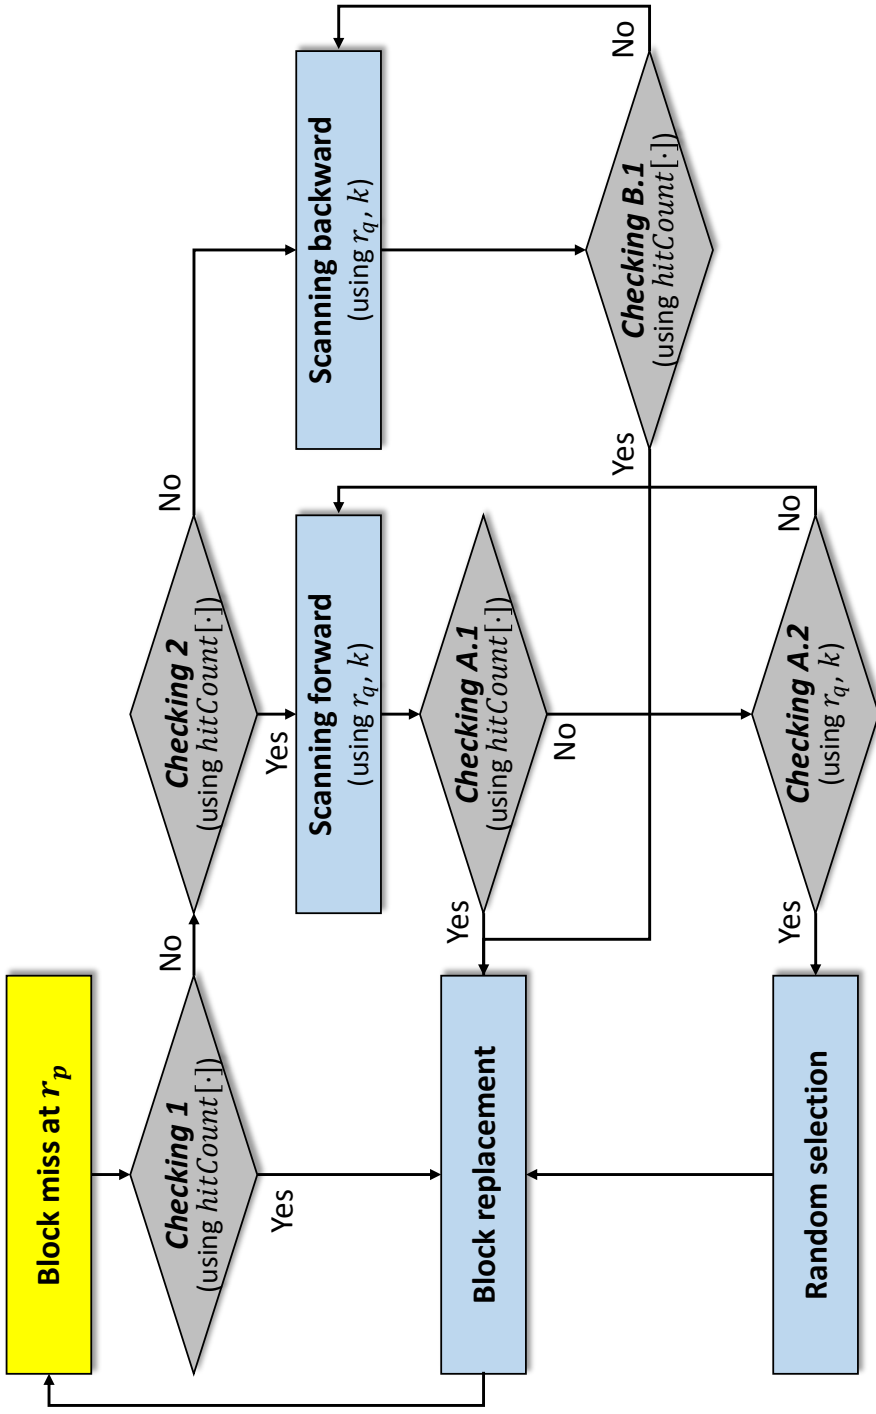 Block miss at r_p
Checking 1
(using hitCount[·])
No
Yes
Checking 2
(using hitCount[·])
No
Yes
Scanning forward
(using r_q, k)
Scanning backward
(using r_q, k)
Checking A.1
(using hitCount[·])
Yes
No
Checking B.1
(using hitCount[·])
Yes
No
Block replacement
Checking A.2
(using r_q, k)
Yes
No
Random selection